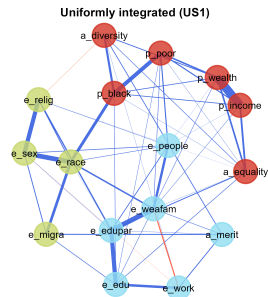 Uniformly integrated (US1)
a_diversity
p_poor
p_wealth
p_black
p_income
e_relig
e_people
e_sex
e_race
a_equality
e_weafam
e_migra
e_edupar
a_merit
e_edu
e_work